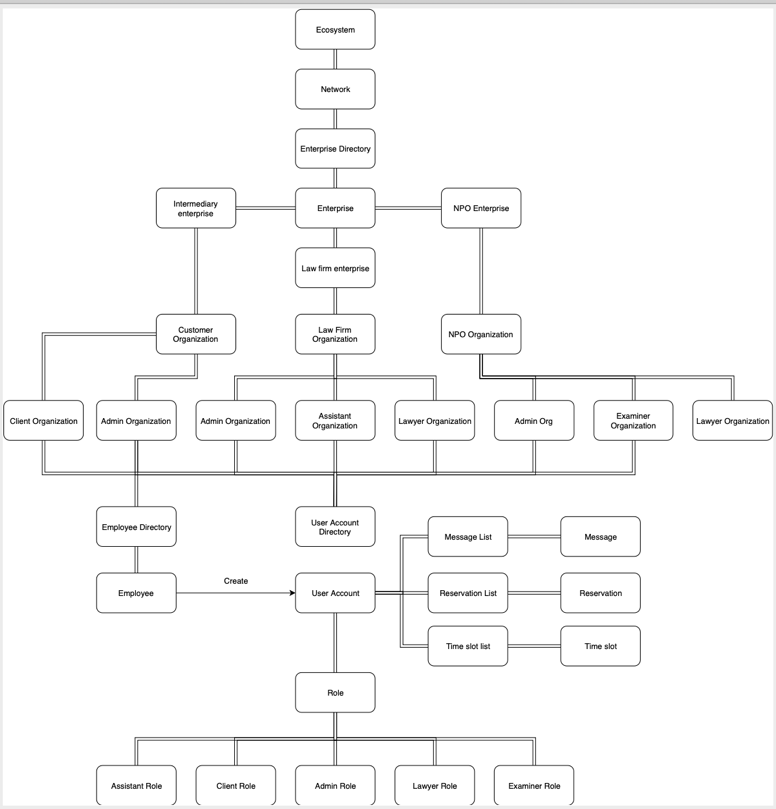 Ecosystem
Network
Enterprise Directory
Intermediary
enterprise
Enterprise
NPO Enterprise
Law firm enterprise
Customer
Organization
Law Firm
Organization
NPO Organization
Client Organization
Admin Organization
Admin Organization
Assistant
Organization
Lawyer Organization
Admin Org
Examiner
Organization
Lawyer Organization
Employee Directory
User Account
Directory
Message List
Message
Employee
Create
User Account
Reservation List
Reservation
Time slot list
Time slot
Role
Assistant Role
Client Role
Admin Role
Lawyer Role
Examiner Role